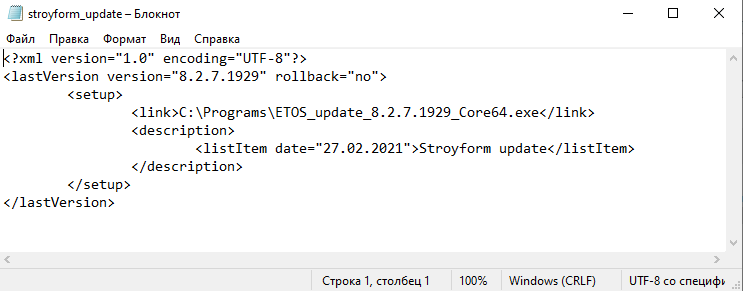 stroyform_update – Блокнот
Файл Правка Формат Вид Справка
<?xml version="1.0" encoding="UTF-8"?>
<lastVersion version="8.2.7.1929" rollback="no">
<setup>
<link>C:\Programs\ETOS_update_8.2.7.1929_Core64.exe</link>
<description>
<listItem date="27.02.2021">Stroyform update</listItem>
</description>
</setup>
</lastVersion>
Строка 1, столбец 1 100% Windows (CRLF) UTF-8 со специфи